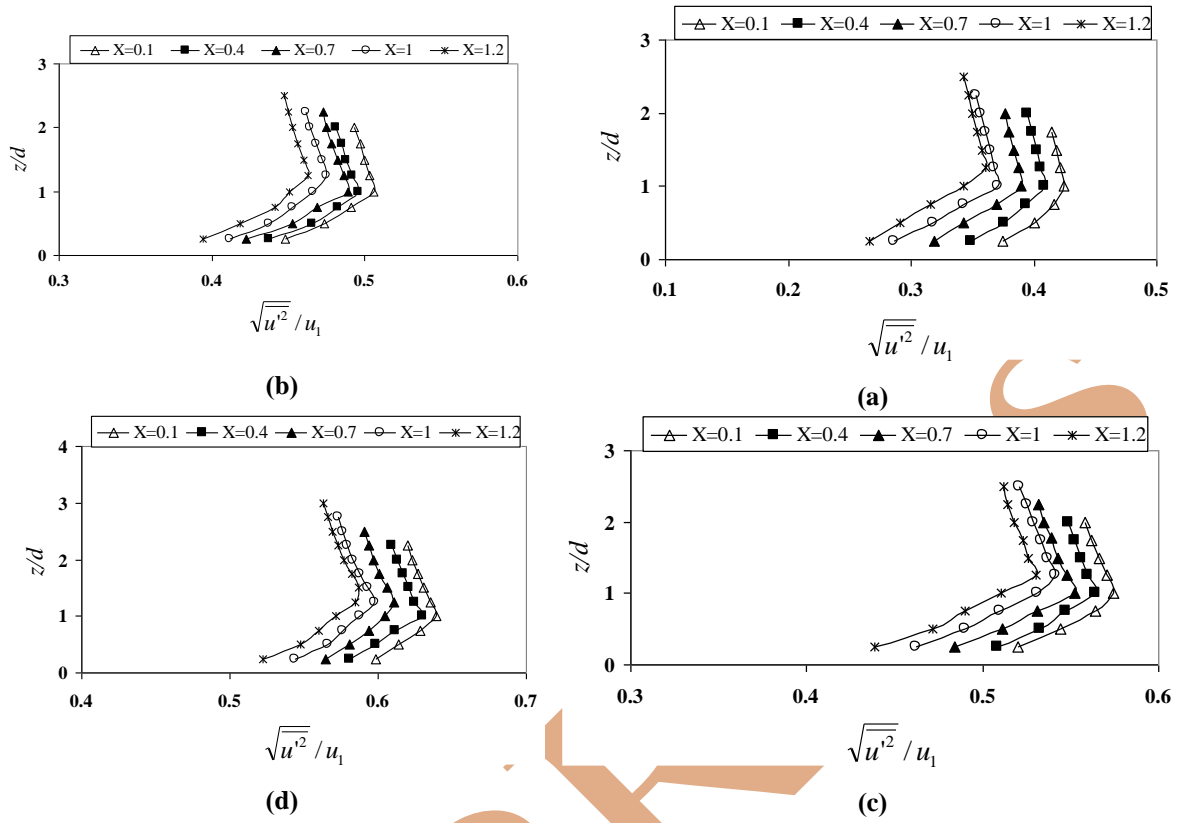 X=0.1 X=0.4 X=0.7 X=1 X=1.2
3
2
1
0
z/d
0.3 0.4 0.5 0.6
√u'² / u₁
(b)
X=0.1 X=0.4 X=0.7 X=1 X=1.2
3
2
1
0
z/d
0.1 0.2 0.3 0.4 0.5
√u'² / u₁
(a)
X=0.1 X=0.4 X=0.7 X=1 X=1.2
4
3
2
1
0
z/d
0.4 0.5 0.6 0.7
√u'² / u₁
(d)
X=0.1 X=0.4 X=0.7 X=1 X=1.2
3
2
1
0
z/d
0.3 0.4 0.5 0.6
√u'² / u₁
(c)